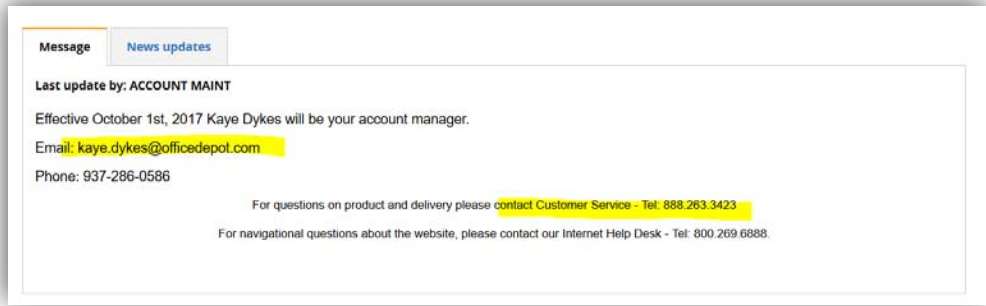 Message
News updates
Last update by: ACCOUNT MAINT
Effective October 1st, 2017 Kaye Dykes will be your account manager.
Email: kaye.dykes@officedepot.com
Phone: 937-286-0586
For questions on product and delivery please contact Customer Service - Tel: 888.263.3423
For navigational questions about the website, please contact our Internet Help Desk - Tel: 800.269.6888.